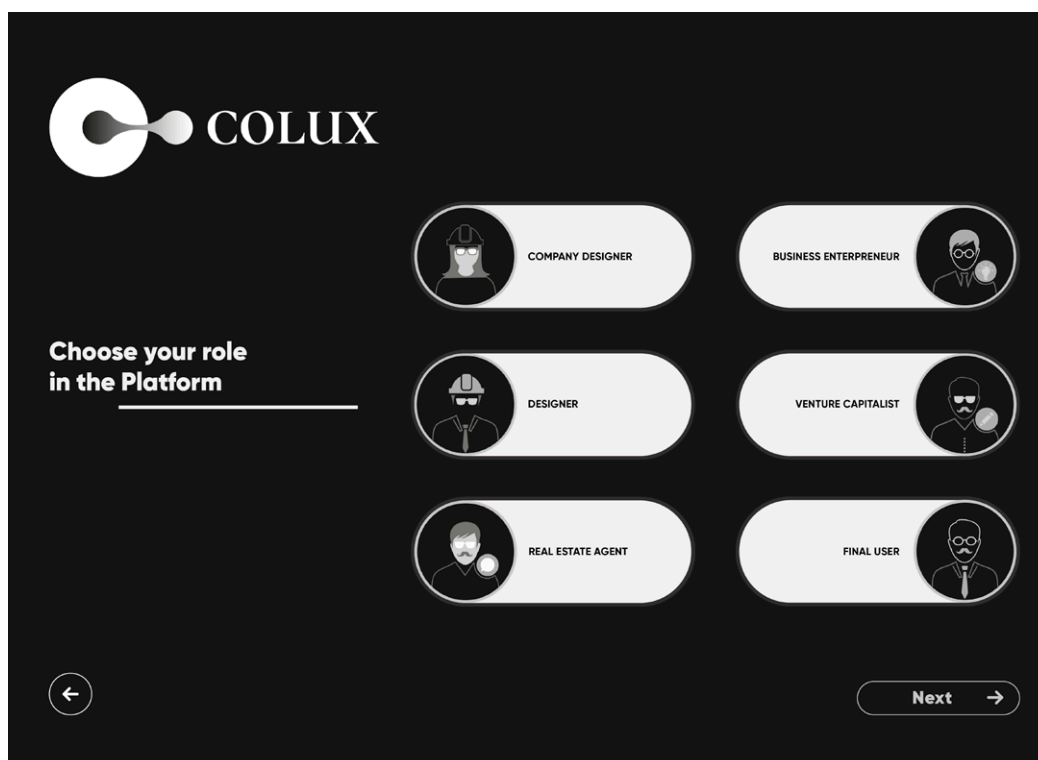 COLUX
Choose your role
in the Platform
COMPANY DESIGNER
BUSINESS ENTERPRENEUR
DESIGNER
VENTURE CAPITALIST
REAL ESTATE AGENT
FINAL USER
Next